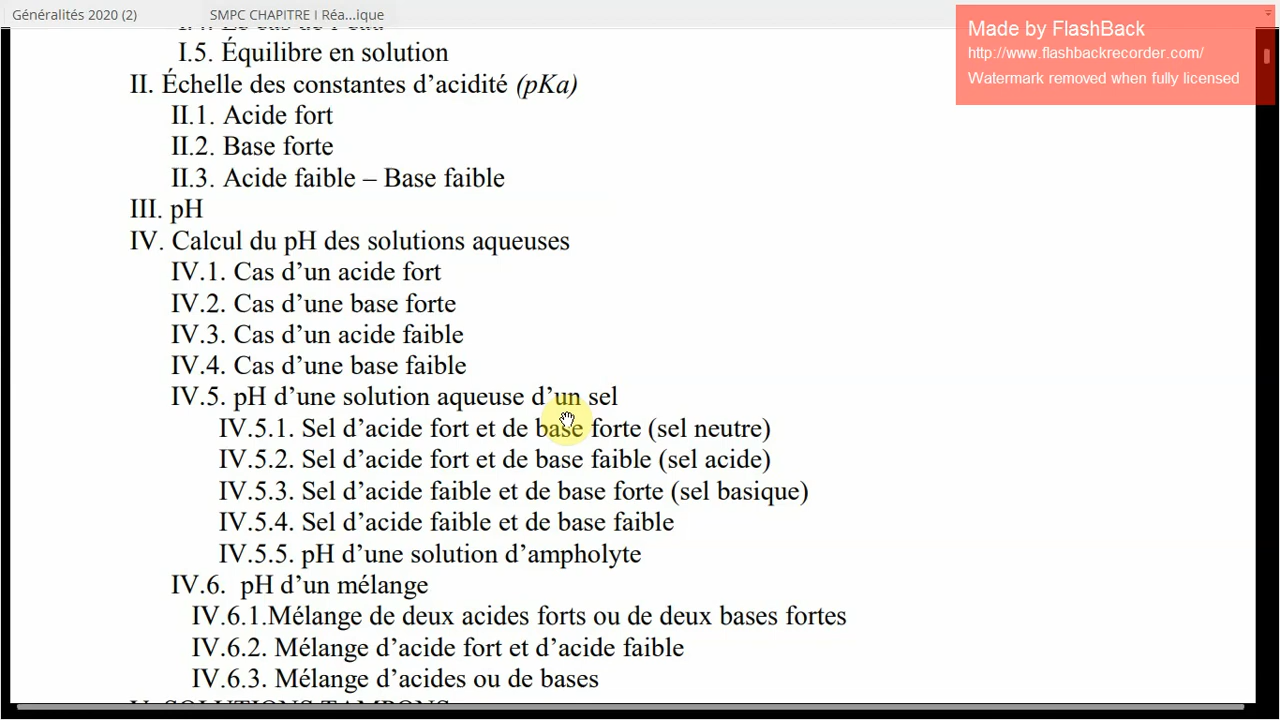 Généralités 2020 (2)
SMPC CHAPITRE I Réa...ique
Made by FlashBack
http://www.flashbackrecorder.com/
Watermark removed when fully licensed
I.5. Équilibre en solution
II. Échelle des constantes d’acidité (pKa)
II.1. Acide fort
II.2. Base forte
II.3. Acide faible – Base faible
III. pH
IV. Calcul du pH des solutions aqueuses
IV.1. Cas d’un acide fort
IV.2. Cas d’une base forte
IV.3. Cas d’un acide faible
IV.4. Cas d’une base faible
IV.5. pH d’une solution aqueuse d’un sel
IV.5.1. Sel d’acide fort et de base forte (sel neutre)
IV.5.2. Sel d’acide fort et de base faible (sel acide)
IV.5.3. Sel d’acide faible et de base forte (sel basique)
IV.5.4. Sel d’acide faible et de base faible
IV.5.5. pH d’une solution d’ampholyte
IV.6. pH d’un mélange
IV.6.1.Mélange de deux acides forts ou de deux bases fortes
IV.6.2. Mélange d’acide fort et d’acide faible
IV.6.3. Mélange d’acides ou de bases
V. SOLUTIONS TAMPONS